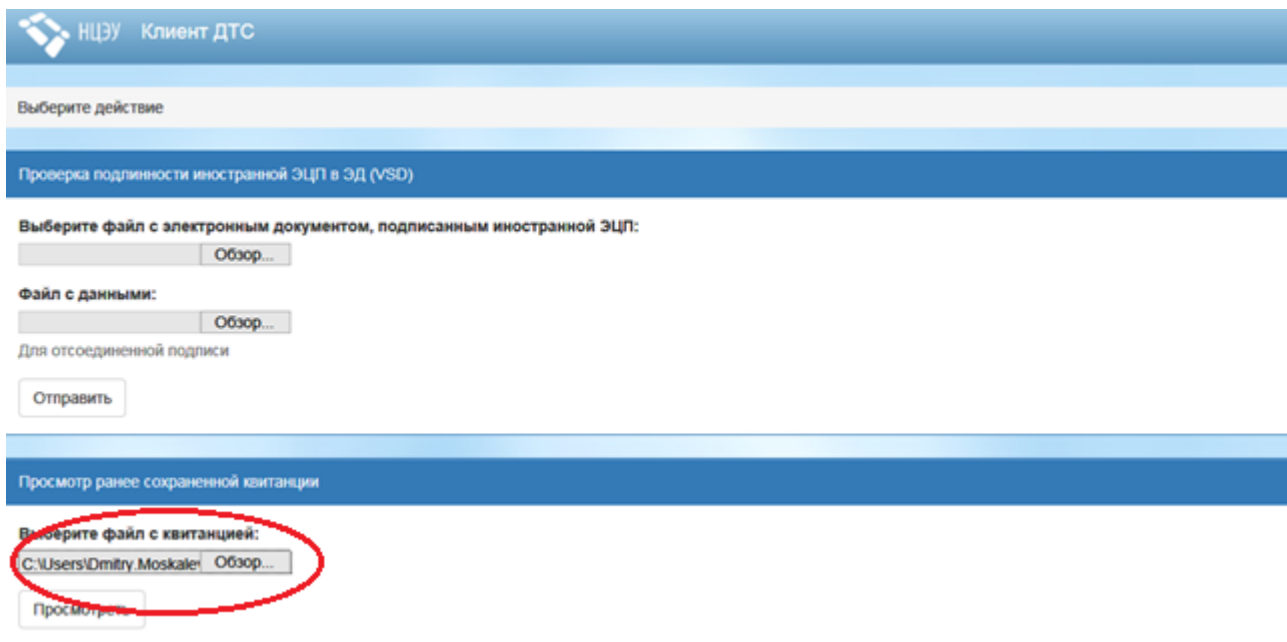 НЦЭУ Клиент ДТС
Выберите действие
Проверка подлинности иностранной ЭЦП в ЭД (VSD)
Выберите файл с электронным документом, подписанным иностранной ЭЦП:
Обзор...
Файл с данными:
Обзор...
Для отсоединенной подписи
Отправить
Просмотр ранее сохраненной квитанции
Выберите файл с квитанцией:
C:\Users\Dmitry.Moskale Обзор...
Просмотреть